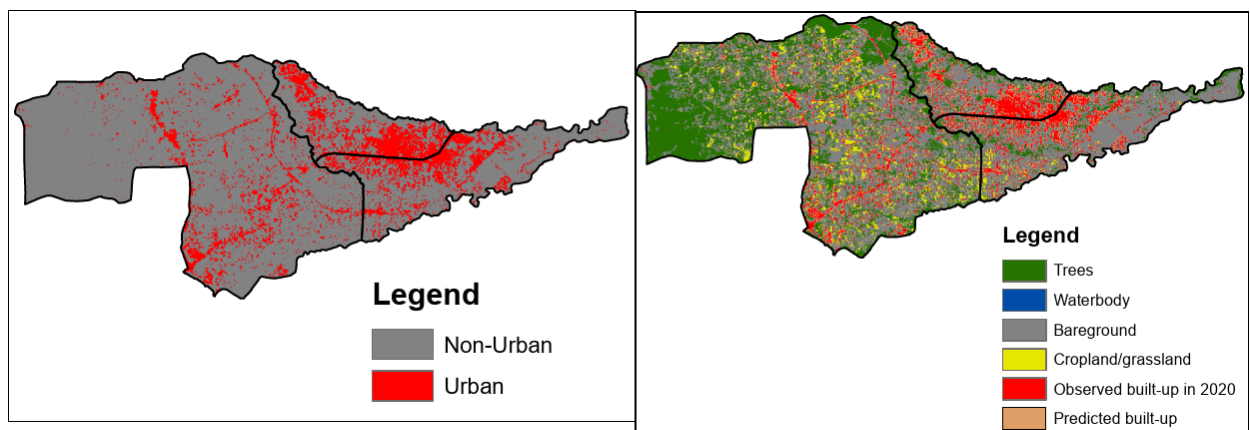 Legend
Non-Urban
Urban
Legend
Trees
Waterbody
Bareground
Cropland/grassland
Observed built-up in 2020
Predicted built-up